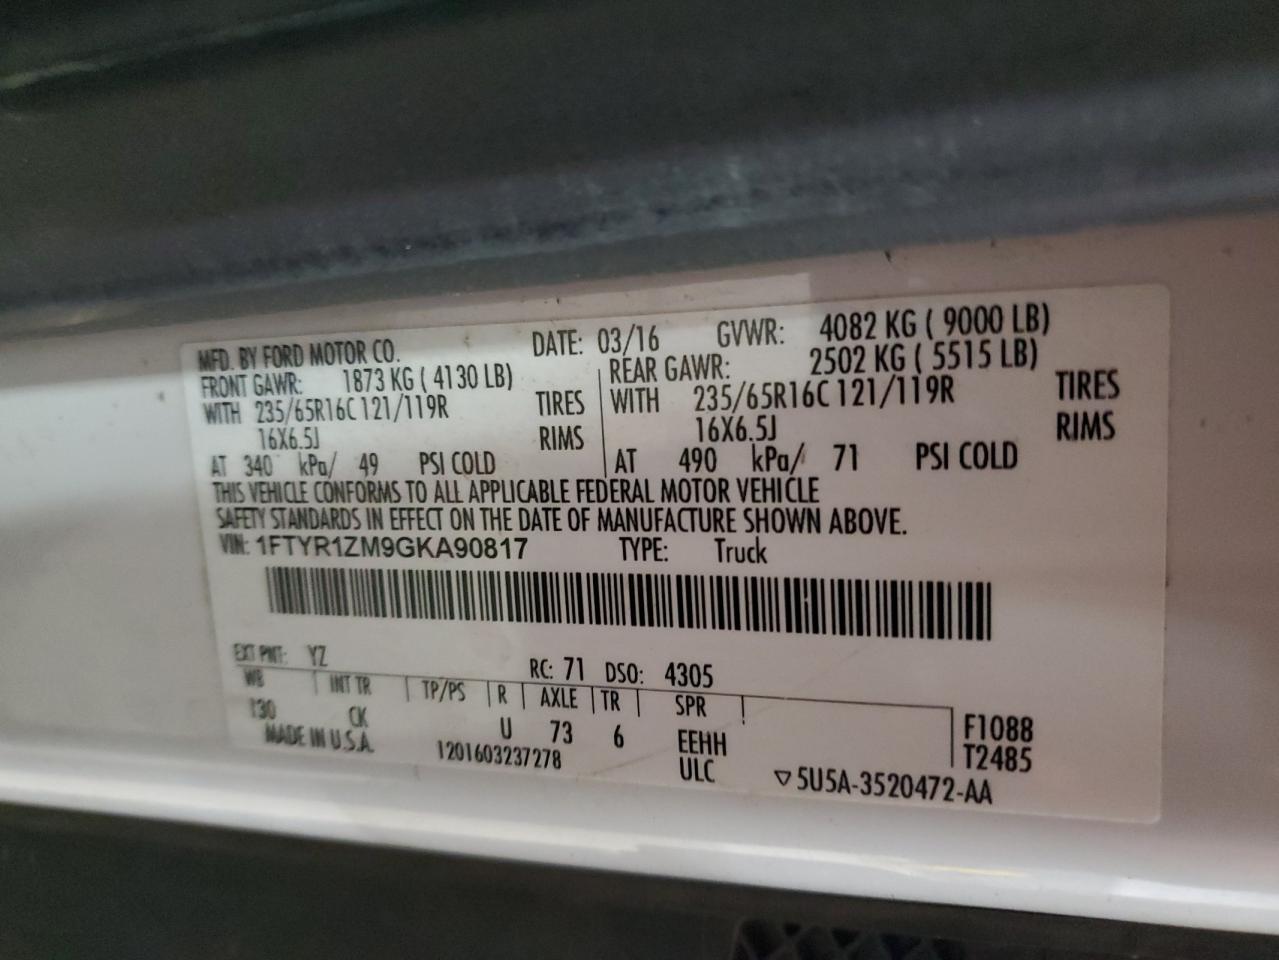 MFD. BY FORD MOTOR CO. DATE: 03/16 GVWR: 4082 KG ( 9000 LB)
FRONT GAWR: 1873 KG ( 4130 LB) REAR GAWR: 2502 KG ( 5515 LB)
WITH 235/65R16C 121/119R TIRES WITH 235/65R16C 121/119R TIRES
16X6.5J RIMS 16X6.5J RIMS
AT 340 kPa/ 49 PSI COLD AT 490 kPa/ 71 PSI COLD
THIS VEHICLE CONFORMS TO ALL APPLICABLE FEDERAL MOTOR VEHICLE
SAFETY STANDARDS IN EFFECT ON THE DATE OF MANUFACTURE SHOWN ABOVE.
VIN: 1FTYR1ZM9GKA90817 TYPE: Truck
EXT PNT: YZ RC: 71 DSO: 4305
WB INT TR TP/PS R AXLE TR SPR
130 CK U 73 6 EEHH F1088
MADE IN U.S.A. 1201603237278 ULC T2485
▽5U5A-3520472-AA